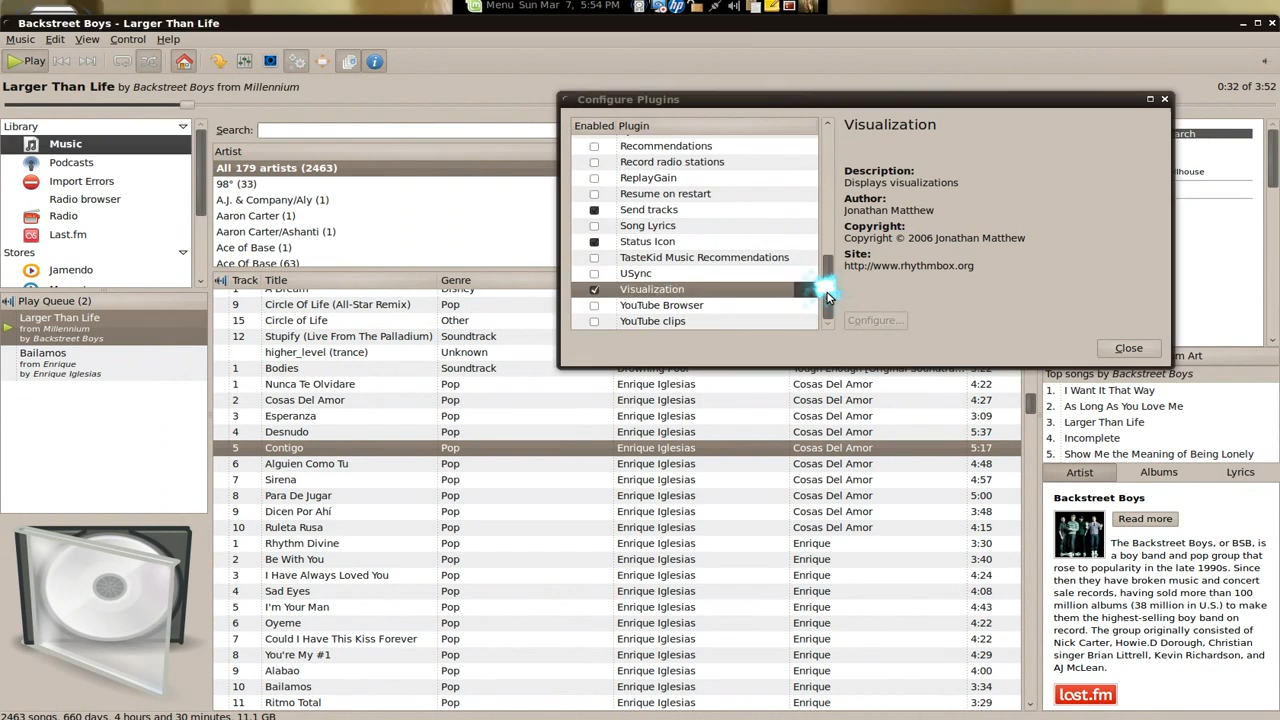 Menu Sun Mar  7,  5:54 PM
Backstreet Boys - Larger Than Life
Music Edit View Control Help
Play
Larger Than Life by Backstreet Boys from Millennium
0:32 of 3:52
Library
Music
Podcasts
Import Errors
Radio browser
Radio
Last.fm
Stores
Jamendo
Play Queue (2)
Larger Than Life
from Millennium
by Backstreet Boys
Bailamos
from Enrique
by Enrique Iglesias
Search:
Artist
All 179 artists (2463)
98° (33)
A.J. & Company/Aly (1)
Aaron Carter (1)
Aaron Carter/Ashanti (1)
Ace of Base (1)
Ace Of Base (63)
Track Title Genre
9 Circle Of Life (All-Star Remix) Pop
15 Circle of Life Other
12 Stupify (Live From The Palladium) Soundtrack
higher_level (trance) Unknown
1 Bodies Soundtrack
1 Nunca Te Olvidare Pop Enrique Iglesias Cosas Del Amor 4:22
2 Cosas Del Amor Pop Enrique Iglesias Cosas Del Amor 4:27
3 Esperanza Pop Enrique Iglesias Cosas Del Amor 3:09
4 Desnudo Pop Enrique Iglesias Cosas Del Amor 5:37
5 Contigo Pop Enrique Iglesias Cosas Del Amor 5:17
6 Alguien Como Tu Pop Enrique Iglesias Cosas Del Amor 4:48
7 Sirena Pop Enrique Iglesias Cosas Del Amor 4:57
8 Para De Jugar Pop Enrique Iglesias Cosas Del Amor 5:00
9 Dicen Por Ahí Pop Enrique Iglesias Cosas Del Amor 3:48
10 Ruleta Rusa Pop Enrique Iglesias Cosas Del Amor 4:15
1 Rhythm Divine Pop Enrique Iglesias Enrique 3:30
2 Be With You Pop Enrique Iglesias Enrique 3:40
3 I Have Always Loved You Pop Enrique Iglesias Enrique 4:24
4 Sad Eyes Pop Enrique Iglesias Enrique 4:08
5 I'm Your Man Pop Enrique Iglesias Enrique 4:43
6 Oyeme Pop Enrique Iglesias Enrique 4:22
7 Could I Have This Kiss Forever Pop Enrique Iglesias Enrique 4:22
8 You're My #1 Pop Enrique Iglesias Enrique 4:29
9 Alabao Pop Enrique Iglesias Enrique 4:00
10 Bailamos Pop Enrique Iglesias Enrique 3:34
11 Ritmo Total Pop Enrique Iglesias Enrique 3:29
Configure Plugins
Enabled Plugin
Recommendations
Record radio stations
ReplayGain
Resume on restart
Send tracks
Song Lyrics
Status Icon
TasteKid Music Recommendations
USync
Visualization
YouTube Browser
YouTube clips
Visualization
Description:
Displays visualizations
Author:
Jonathan Matthew
Copyright:
Copyright © 2006 Jonathan Matthew
Site:
http://www.rhythmbox.org
Configure...
Close
Art
Top songs by Backstreet Boys
1. I Want It That Way
2. As Long As You Love Me
3. Larger Than Life
4. Incomplete
5. Show Me the Meaning of Being Lonely
Artist Albums Lyrics
Backstreet Boys
Read more
The Backstreet Boys, or BSB, is
a boy band and pop group that
rose to popularity in the late 1990s. Since
then they have broken music and concert
sale records, having sold more than 100
million albums (38 million in U.S.) to make
them the highest-selling boy band on
record. The group originally consisted of
Nick Carter, Howie.D Dorough, Christian
singer Brian Littrell, Kevin Richardson, and
AJ McLean.
last.fm
2463 songs, 660 days, 4 hours and 30 minutes, 11.1 GB